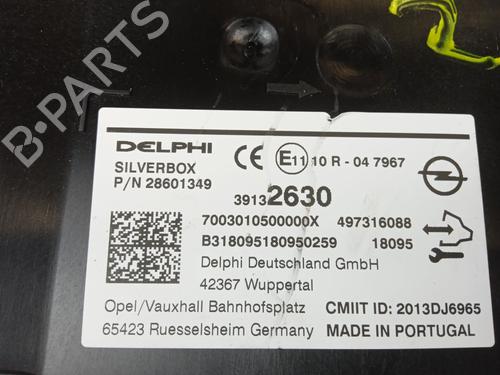 B-PARTS
DELPHI CE E11 10 R - 04 7967
SILVERBOX
P/N 28601349
39132630
7003010500000X 497316088
B318095180950259 18095
Delphi Deutschland GmbH
42367 Wuppertal
Opel/Vauxhall Bahnhofsplatz CMIIT ID: 2013DJ6965
65423 Ruesselsheim Germany MADE IN PORTUGAL